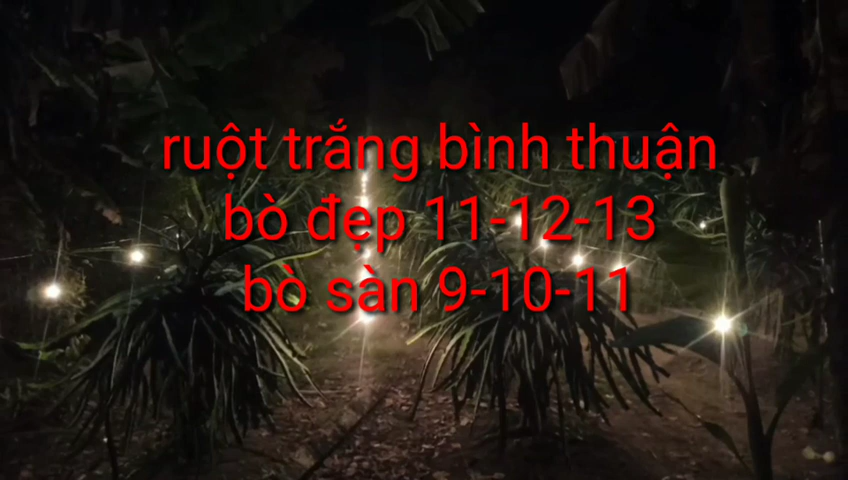 ruột trắng bình thuận
bò đẹp 11-12-13
bò sàn 9-10-11